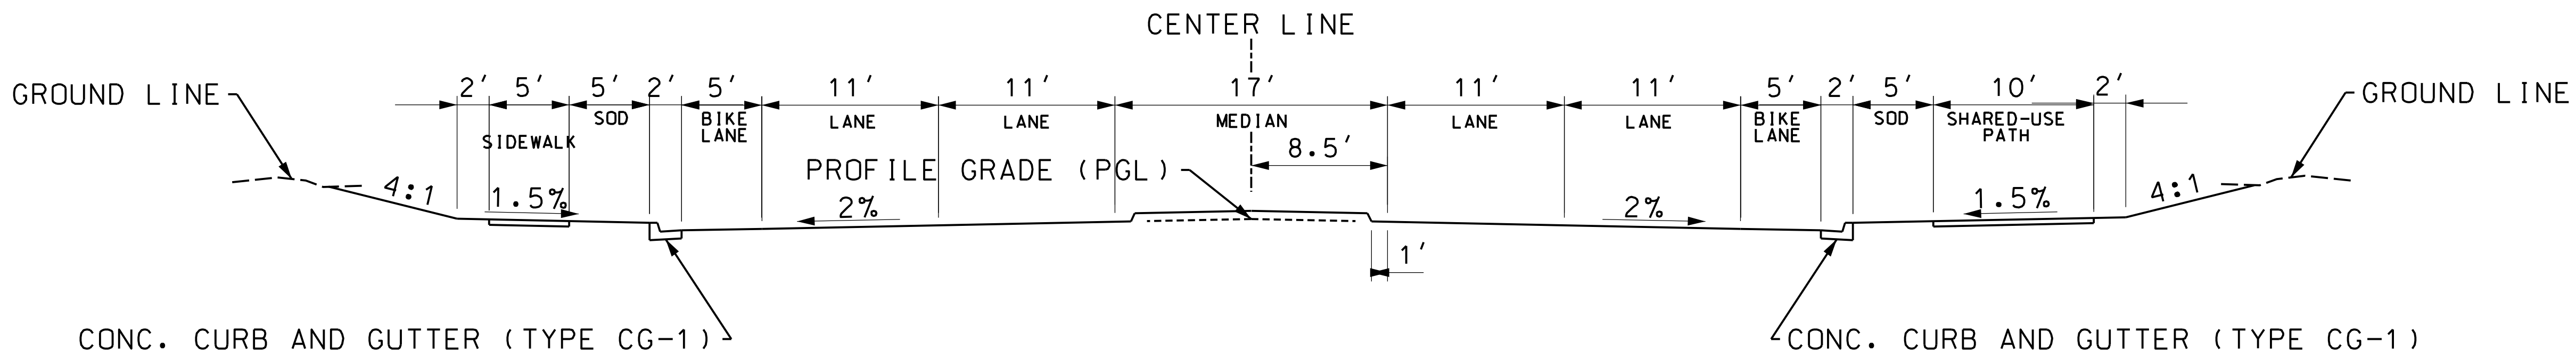 CENTER LINE
GROUND LINE
2' 5' 5' 2' 5' 11' 11' 17' 11' 11' 5' 2' 5' 10' 2'
GROUND LINE
SIDEWALK
SOD
BIKE
LANE
LANE
LANE
MEDIAN
LANE
LANE
BIKE
LANE
SOD
SHARED-USE
PATH
8.5'
PROFILE GRADE (PGL)
4:1
1.5%
2%
2%
1.5%
4:1
1'
CONC. CURB AND GUTTER (TYPE CG-1)
CONC. CURB AND GUTTER (TYPE CG-1)